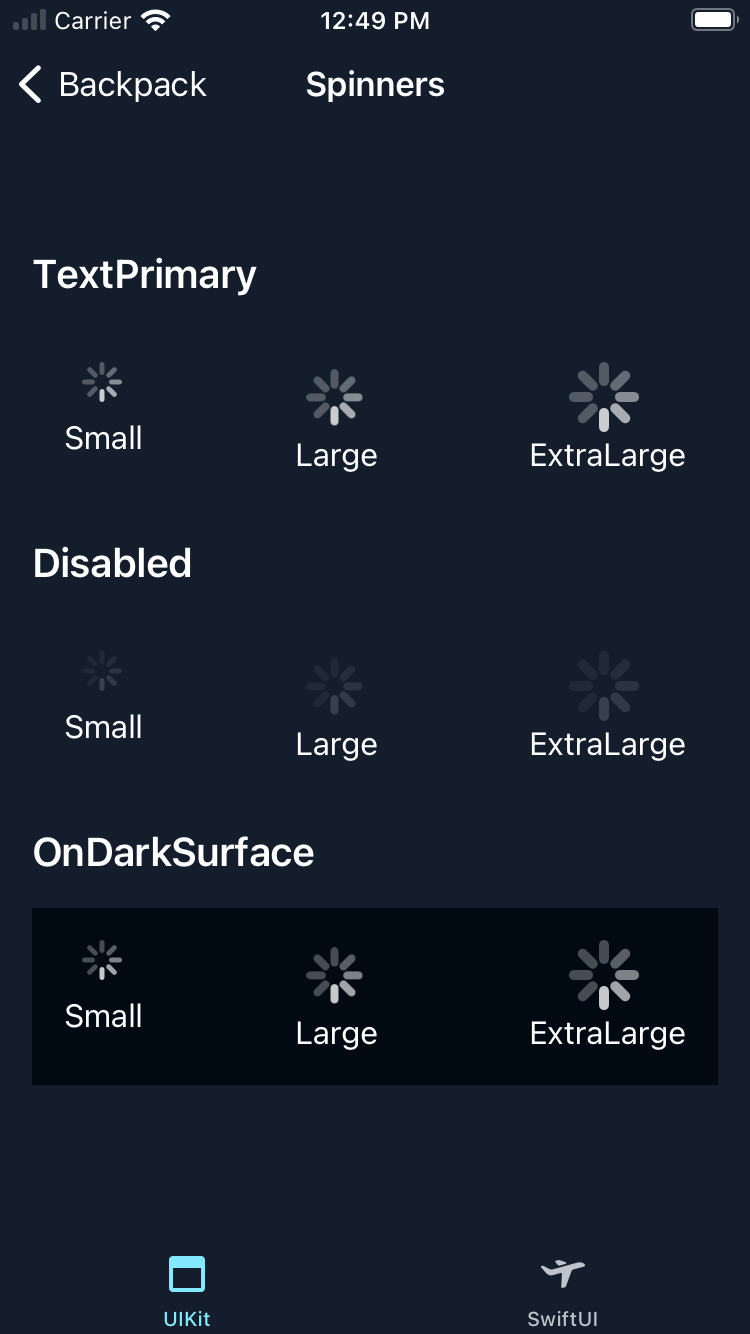 Carrier 12:49 PM
Backpack Spinners
TextPrimary
Small Large ExtraLarge
Disabled
Small Large ExtraLarge
OnDarkSurface
Small Large ExtraLarge
UIKit SwiftUI